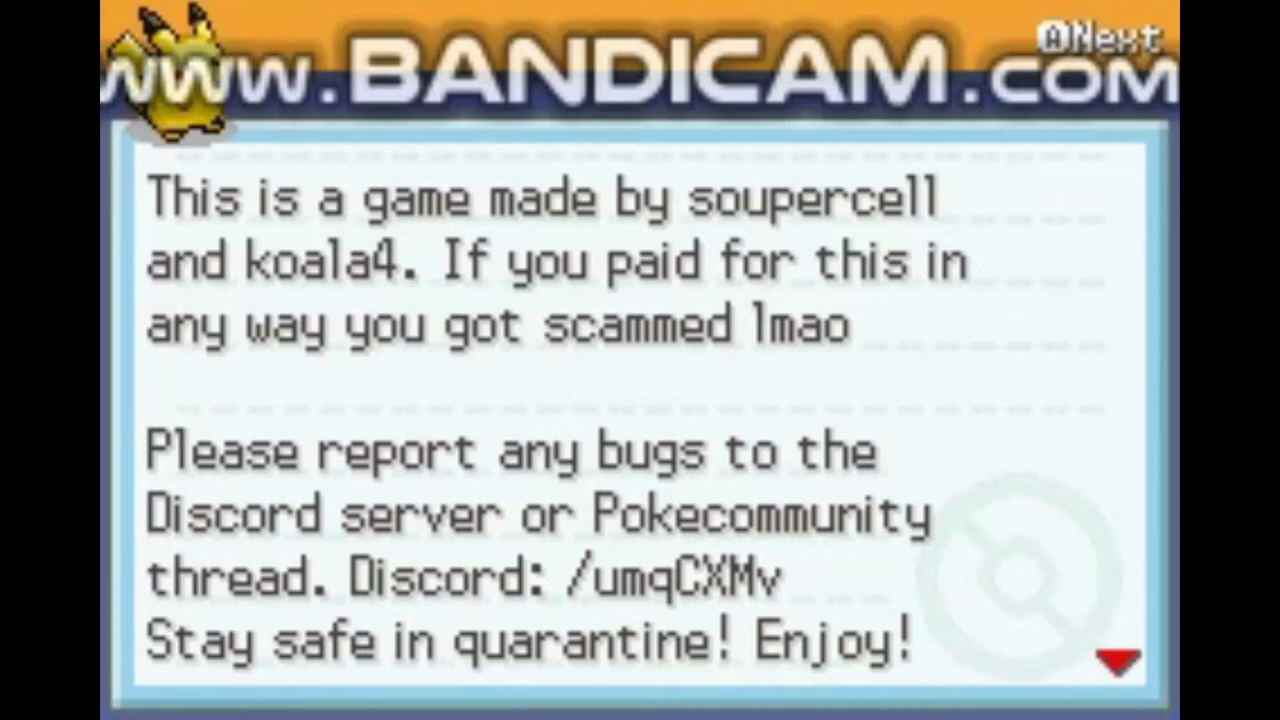 www.BANDICAM.COM
ⒶNext
This is a game made by soupercell
and koala4. If you paid for this in
any way you got scammed lmao
Please report any bugs to the
Discord server or Pokecommunity
thread. Discord: /umqCXMv
Stay safe in quarantine! Enjoy!